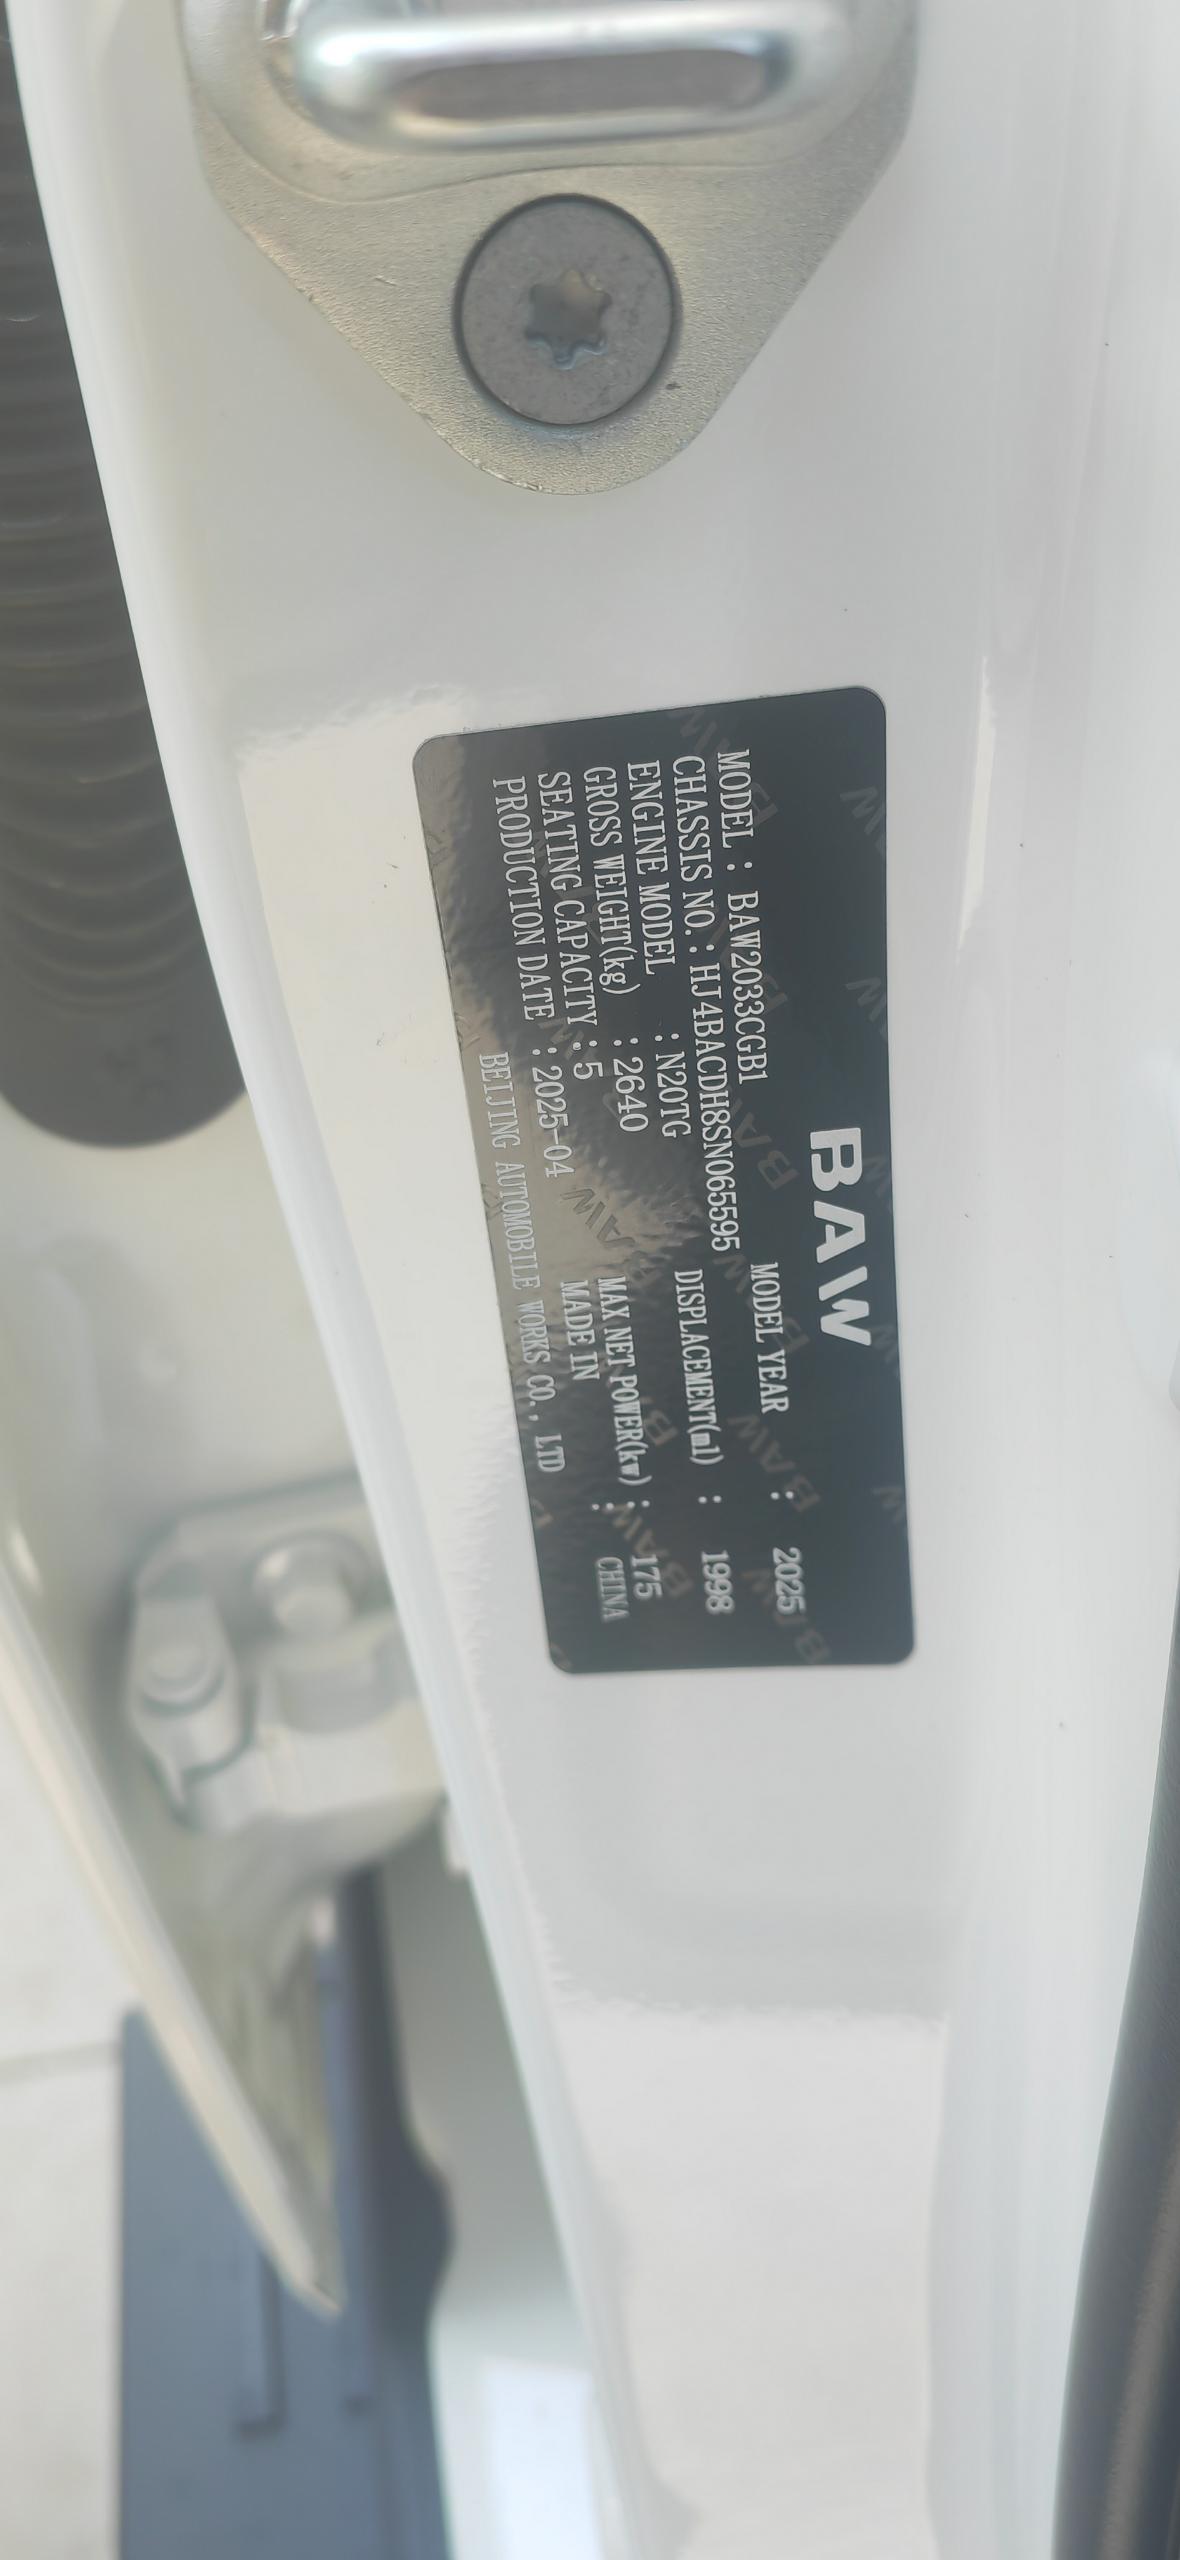 BAW
MODEL : BAW2033CGB1 MODEL YEAR : 2025
CHASSIS NO.: HJ4BACDH8SN065595
ENGINE MODEL : N20TG DISPLACEMENT(ml) : 1998
GROSS WEIGHT(kg) : 2640 MAX NET POWER(kw) : 175
SEATING CAPACITY : 5 MADE IN : CHINA
PRODUCTION DATE : 2025-04
BEIJING AUTOMOBILE WORKS CO., LTD